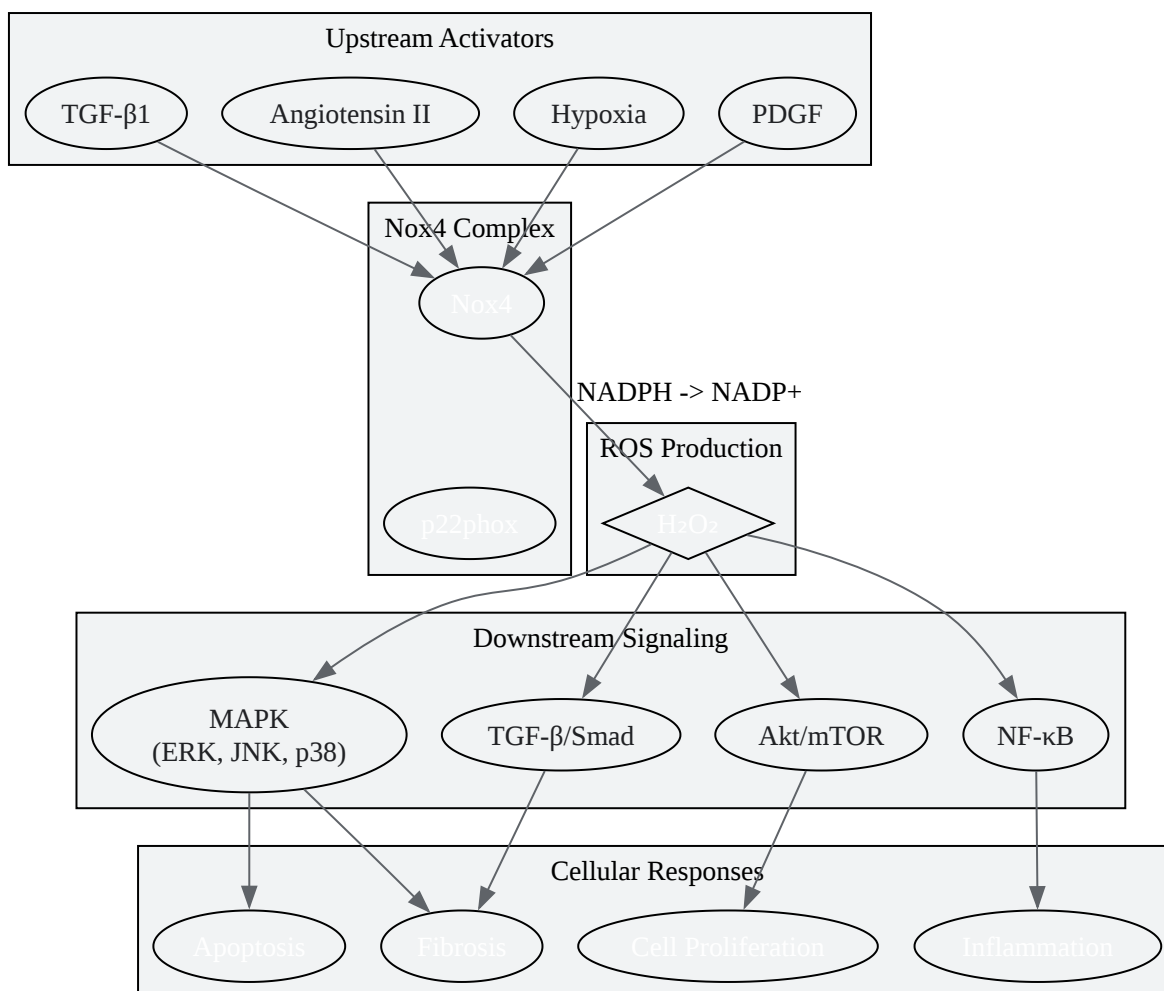 Upstream Activators
TGF-β1
Angiotensin II
Hypoxia
PDGF
Nox4 Complex
Nox4
NADPH -> NADP+
ROS Production
p22phox
H₂O₂
Downstream Signaling
MAPK
(ERK, JNK, p38)
TGF-β/Smad
Akt/mTOR
NF-κB
Cellular Responses
Apoptosis
Fibrosis
Cell Proliferation
Inflammation